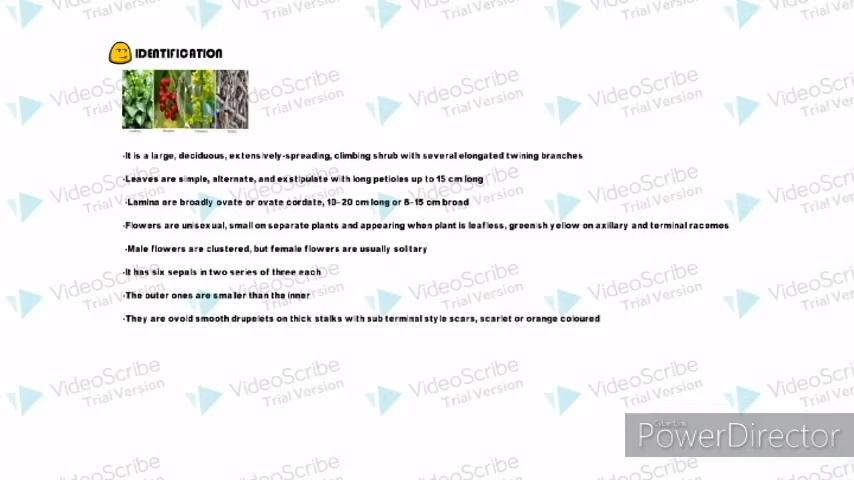 IDENTIFICATION
-It is a large, deciduous, extensively-spreading, climbing shrub with several elongated twining branches
-Leaves are simple, alternate, and exstipulate with long petioles up to 15 cm long
-Lamina are broadly ovate or ovate cordate, 10–20 cm long or 8–15 cm broad
-Flowers are unisexual, small on separate plants and appearing when plant is leafless, greenish yellow on axillary and terminal racemes
-Male flowers are clustered, but female flowers are usually solitary
-It has six sepals in two series of three each
-The outer ones are smaller than the inner
-They are ovoid smooth drupelets on thick stalks with sub terminal style scars, scarlet or orange coloured
VideoScribe
Trial Version
CyberLink
PowerDirector